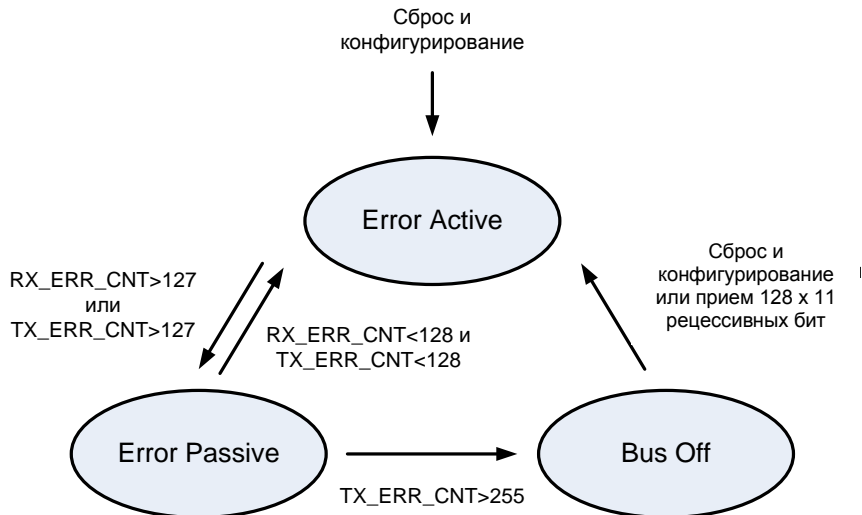 Сброс и
конфигурирование
Error Active
RX_ERR_CNT>127
или
TX_ERR_CNT>127
RX_ERR_CNT<128 и
TX_ERR_CNT<128
Сброс и
конфигурирование
или прием 128 x 11
рецессивных бит
Error Passive
TX_ERR_CNT>255
Bus Off